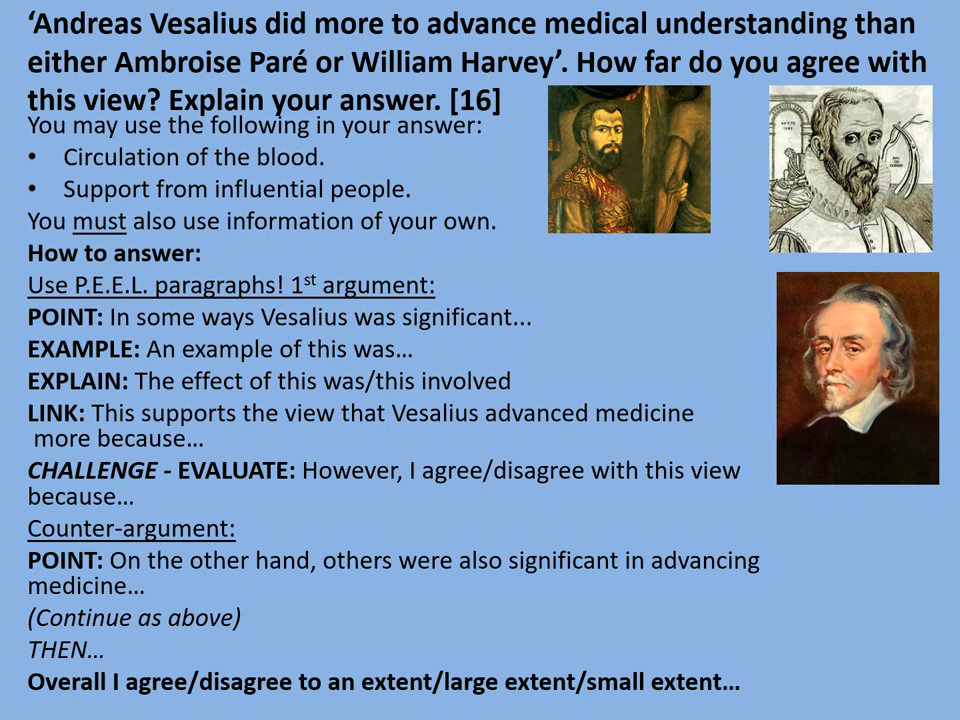 ‘Andreas Vesalius did more to advance medical understanding than
either Ambroise Paré or William Harvey’. How far do you agree with
this view? Explain your answer. [16]
You may use the following in your answer:
• Circulation of the blood.
• Support from influential people.
You must also use information of your own.
How to answer:
Use P.E.E.L. paragraphs! 1st argument:
POINT: In some ways Vesalius was significant...
EXAMPLE: An example of this was…
EXPLAIN: The effect of this was/this involved
LINK: This supports the view that Vesalius advanced medicine
more because…
CHALLENGE - EVALUATE: However, I agree/disagree with this view
because…
Counter-argument:
POINT: On the other hand, others were also significant in advancing
medicine…
(Continue as above)
THEN…
Overall I agree/disagree to an extent/large extent/small extent…